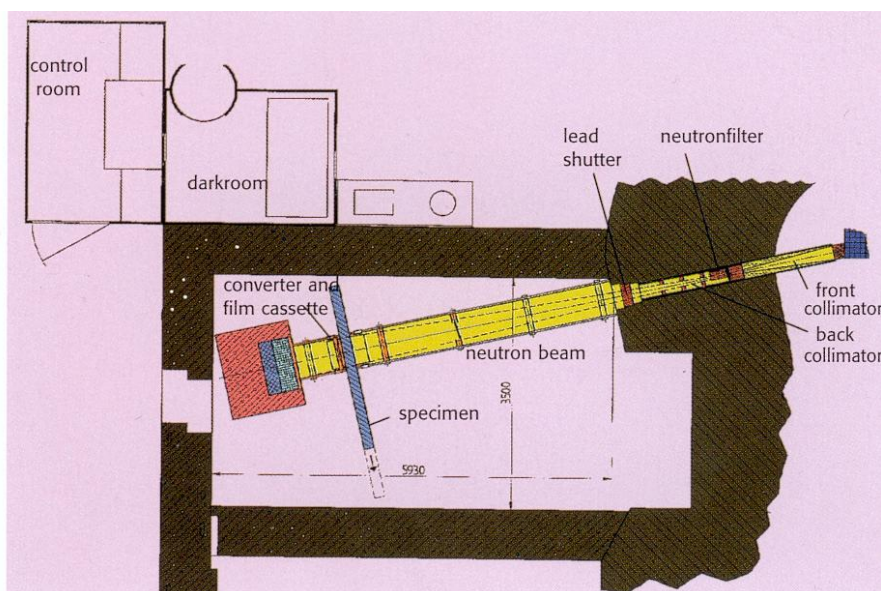 control
room
darkroom
lead
shutter
neutronfilter
converter and
film cassette
front
collimator
back
collimator
neutron beam
specimen
3500
5930